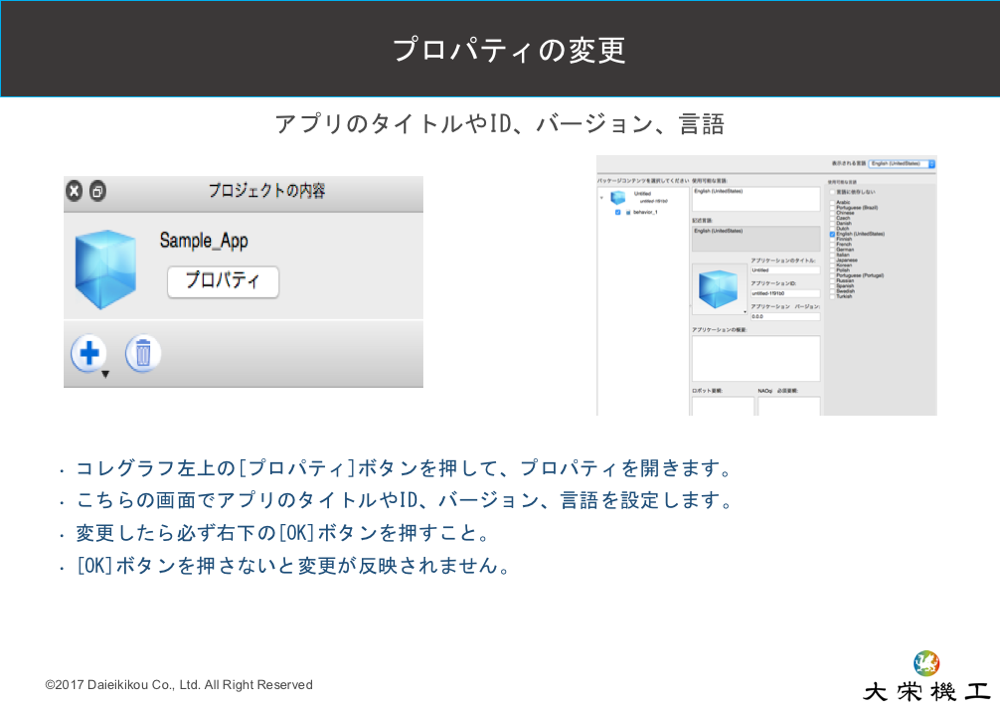 プロパティの変更
アプリのタイトルやID、バージョン、言語
プロジェクトの内容
Sample_App
プロパティ
表示される言語 English (UnitedStates)
パッケージコンテンツを選択してください
Untitled
untitled-1f91b0
behavior_1
使用可能な言語:
English (UnitedStates)
記述言語:
English (UnitedStates)
アプリケーションのタイトル:
Untitled
アプリケーションID:
untitled-1f91b0
アプリケーション バージョン:
0.0.0
アプリケーションの概要:
ロボット要綱:
NAOqi 必須要綱:
使用可能な言語
言語に依存しない
Arabic
Portuguese (Brazil)
Chinese
Czech
Danish
Dutch
English (UnitedStates)
Finnish
French
German
Italian
Japanese
Korean
Polish
Portuguese (Portugal)
Russian
Spanish
Swedish
Turkish
・コレグラフ左上の[プロパティ]ボタンを押して、プロパティを開きます。
・こちらの画面でアプリのタイトルやID、バージョン、言語を設定します。
・変更したら必ず右下の[OK]ボタンを押すこと。
・[OK]ボタンを押さないと変更が反映されません。
©2017 Daieikikou Co., Ltd. All Right Reserved
大栄機工